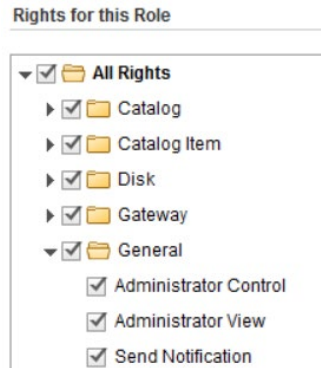 Rights for this Role
All Rights
Catalog
Catalog Item
Disk
Gateway
General
Administrator Control
Administrator View
Send Notification